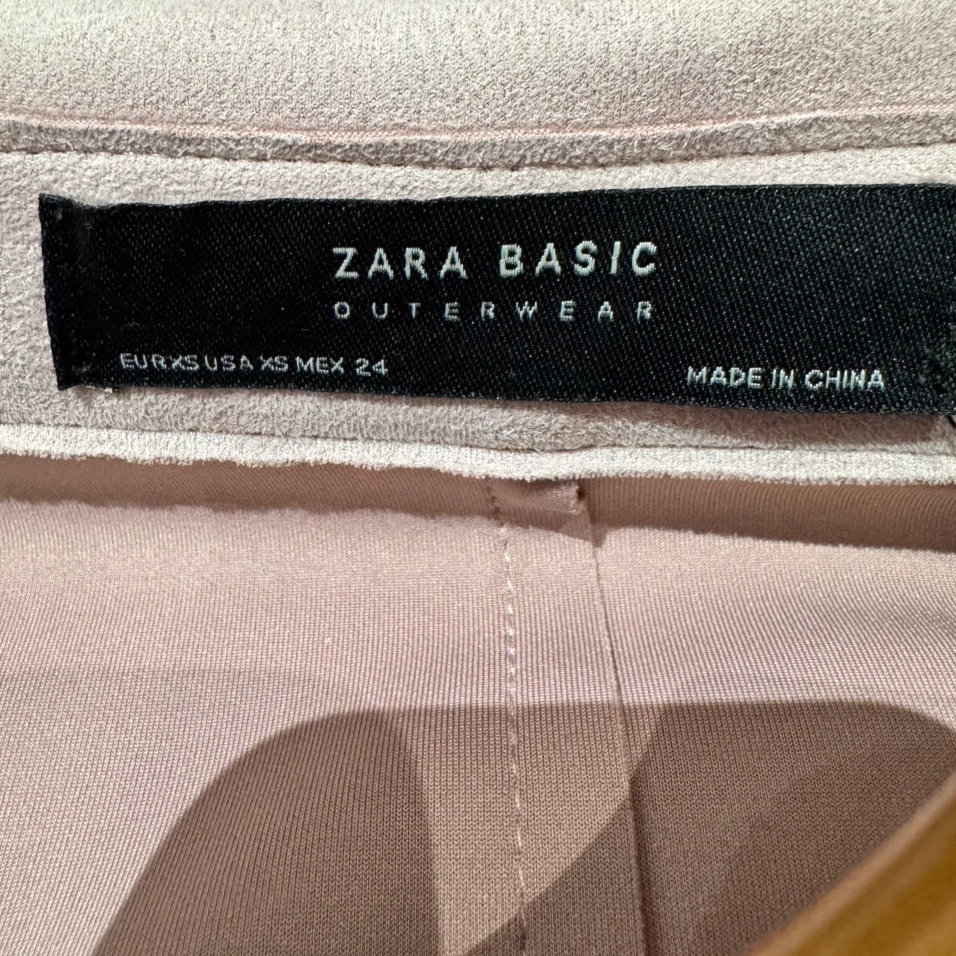 ZARA BASIC
OUTERWEAR
EUR XS USA XS MEX 24
MADE IN CHINA